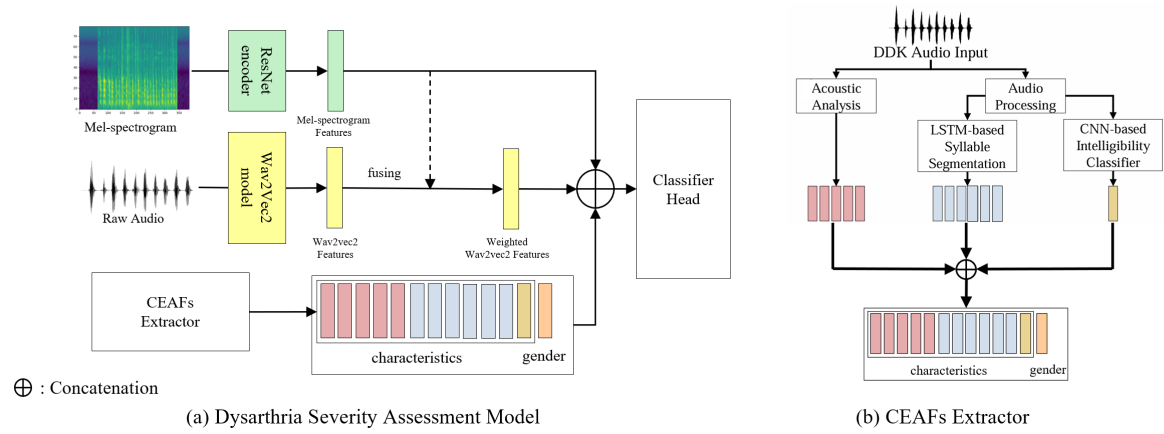 Mel-spectrogram
ResNet
encoder
Mel-spectrogram
Features
Raw Audio
Wav2Vec2
model
Wav2vec2
Features
fusing
Weighted
Wav2vec2 Features
Classifier
Head
CEAFs
Extractor
characteristics
gender
⊕ : Concatenation
(a) Dysarthria Severity Assessment Model
DDK Audio Input
Acoustic
Analysis
Audio
Processing
LSTM-based
Syllable
Segmentation
CNN-based
Intelligibility
Classifier
characteristics
gender
(b) CEAFs Extractor